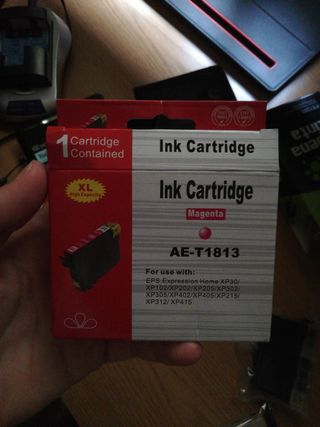 1 Cartridge
Contained
Ink Cartridge
XL
High Capacity
Ink Cartridge
Magenta
AE-T1813
For use with:
EPS.Expression Home XP30/
XP102/XP202/XP205/XP302/
XP305/XP402/XP405/XP215/
XP312/ XP415